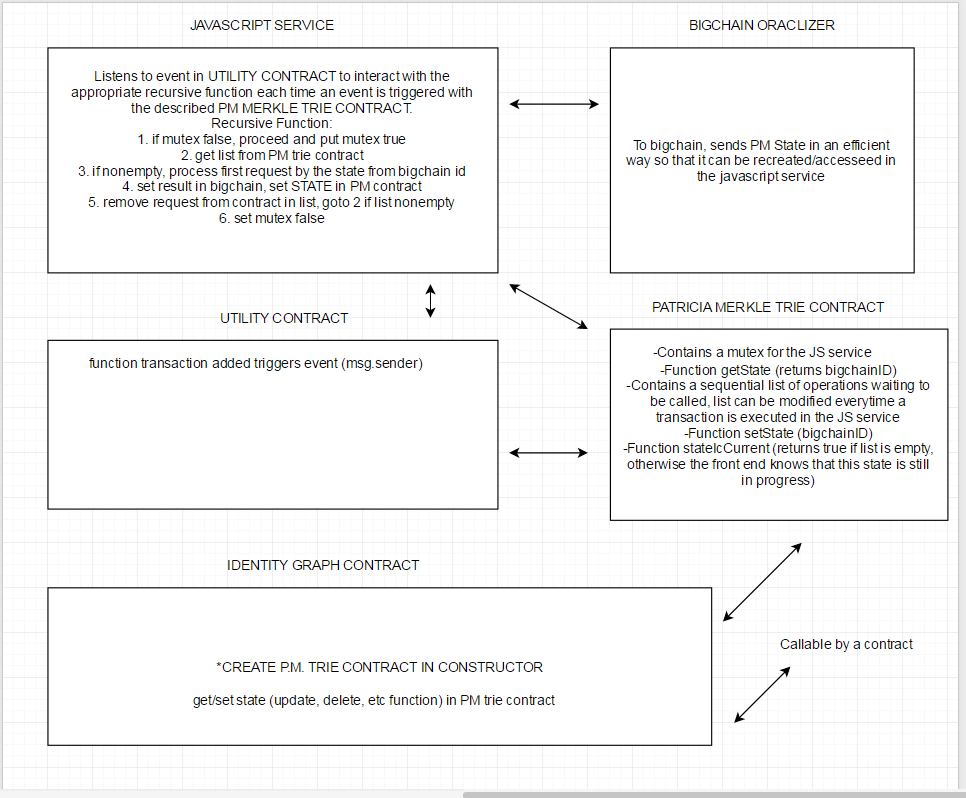 JAVASCRIPT SERVICE
Listens to event in UTILITY CONTRACT to interact with the
appropriate recursive function each time an event is triggered with
the described PM MERKLE TRIE CONTRACT.
Recursive Function:
1. if mutex false, proceed and put mutex true
2. get list from PM trie contract
3. if nonempty, process first request by the state from bigchain id
4. set result in bigchain, set STATE in PM contract
5. remove request from contract in list, goto 2 if list nonempty
6. set mutex false
BIGCHAIN ORACLIZER
To bigchain, sends PM State in an efficient
way so that it can be recreated/accesseed in
the javascript service
UTILITY CONTRACT
function transaction added triggers event (msg.sender)
PATRICIA MERKLE TRIE CONTRACT
-Contains a mutex for the JS service
-Function getState (returns bigchainID)
-Contains a sequential list of operations waiting to
be called, list can be modified everytime a
transaction is executed in the JS service
-Function setState (bigchainID)
-Function stateIcCurrent (returns true if list is empty,
otherwise the front end knows that this state is still
in progress)
IDENTITY GRAPH CONTRACT
*CREATE P.M. TRIE CONTRACT IN CONSTRUCTOR
get/set state (update, delete, etc function) in PM trie contract
Callable by a contract